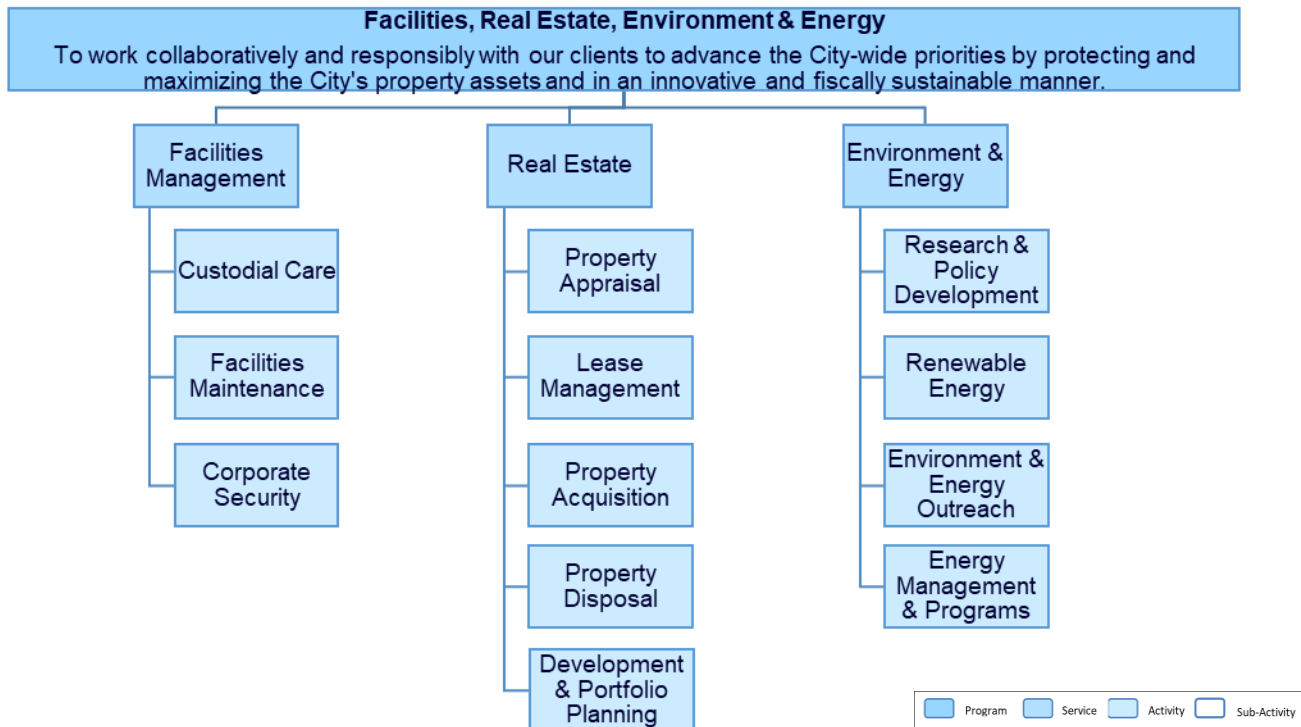 Facilities, Real Estate, Environment & Energy
To work collaboratively and responsibly with our clients to advance the City-wide priorities by protecting and
maximizing the City's property assets and in an innovative and fiscally sustainable manner.
Facilities
Management
Custodial Care
Facilities
Maintenance
Corporate
Security
Real Estate
Property
Appraisal
Lease
Management
Property
Acquisition
Property
Disposal
Development
& Portfolio
Planning
Environment &
Energy
Research &
Policy
Development
Renewable
Energy
Environment &
Energy
Outreach
Energy
Management
& Programs
Program
Service
Activity
Sub-Activity